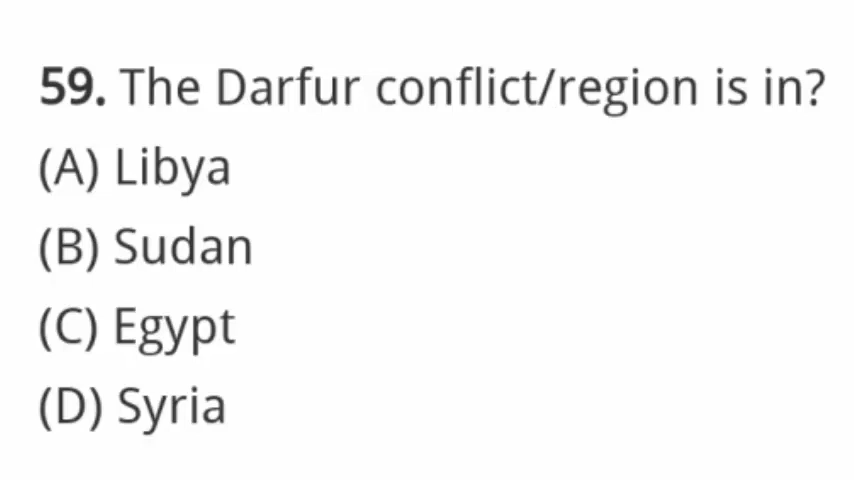 59. The Darfur conflict/region is in?
(A) Libya
(B) Sudan
(C) Egypt
(D) Syria